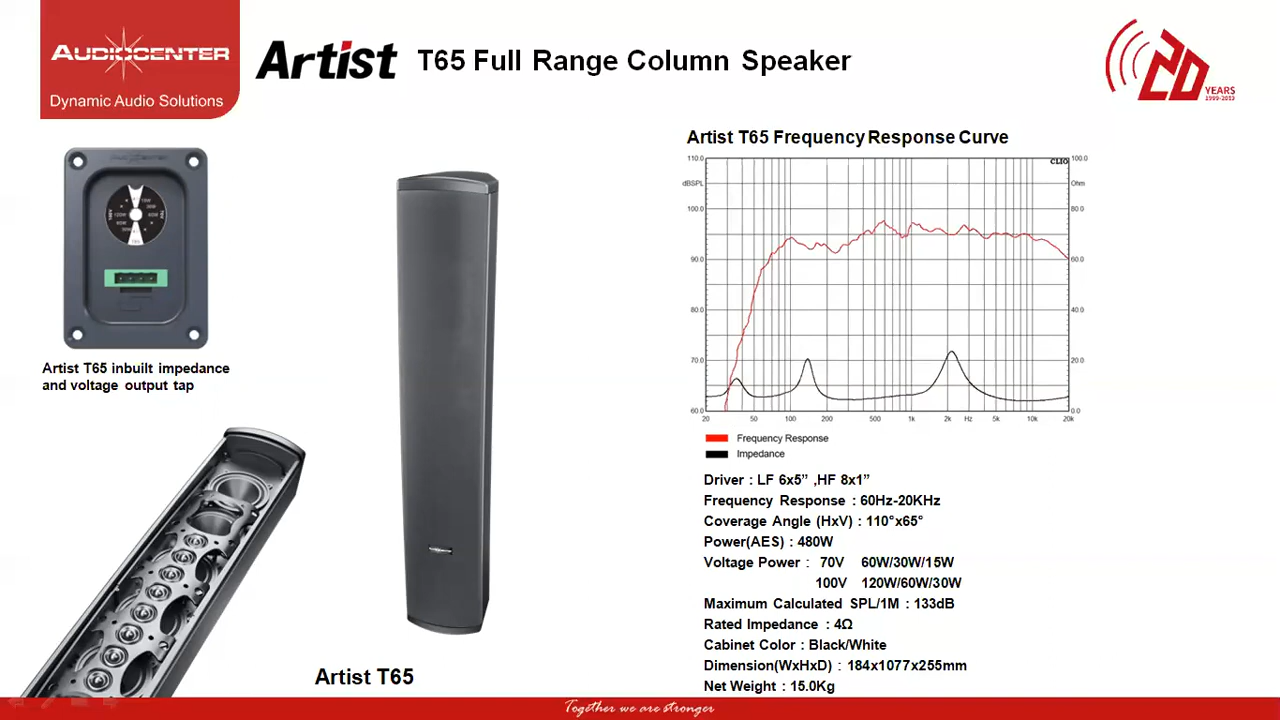 AUDIOCENTER
Dynamic Audio Solutions
Artist T65 Full Range Column Speaker
20 YEARS
1999-2019
Artist T65 inbuilt impedance
and voltage output tap
Artist T65
Artist T65 Frequency Response Curve
CLIO
110.0
dBSPL
100.0
90.0
80.0
70.0
60.0
100.0
Ohm
80.0
60.0
40.0
20.0
0.0
20 50 100 200 500 1k 2k Hz 5k 10k 20k
Frequency Response
Impedance
Driver : LF 6x5” ,HF 8x1”
Frequency Response : 60Hz-20KHz
Coverage Angle (HxV) : 110°x65°
Power(AES) : 480W
Voltage Power : 70V 60W/30W/15W
100V 120W/60W/30W
Maximum Calculated SPL/1M : 133dB
Rated Impedance : 4Ω
Cabinet Color : Black/White
Dimension(WxHxD) : 184x1077x255mm
Net Weight : 15.0Kg
Together we are stronger